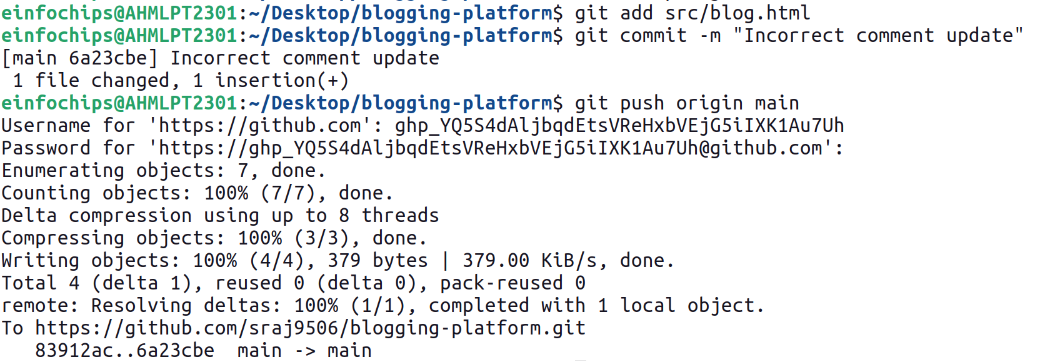 einfochips@AHMLPT2301:~/Desktop/blogging-platform$ git add src/blog.html
einfochips@AHMLPT2301:~/Desktop/blogging-platform$ git commit -m "Incorrect comment update"
[main 6a23cbe] Incorrect comment update
 1 file changed, 1 insertion(+)
einfochips@AHMLPT2301:~/Desktop/blogging-platform$ git push origin main
Username for 'https://github.com': [access token redacted]
Password for 'https://[access token redacted]@github.com':
Enumerating objects: 7, done.
Counting objects: 100% (7/7), done.
Delta compression using up to 8 threads
Compressing objects: 100% (3/3), done.
Writing objects: 100% (4/4), 379 bytes | 379.00 KiB/s, done.
Total 4 (delta 1), reused 0 (delta 0), pack-reused 0
remote: Resolving deltas: 100% (1/1), completed with 1 local object.
To https://github.com/sraj9506/blogging-platform.git
   83912ac..6a23cbe  main -> main